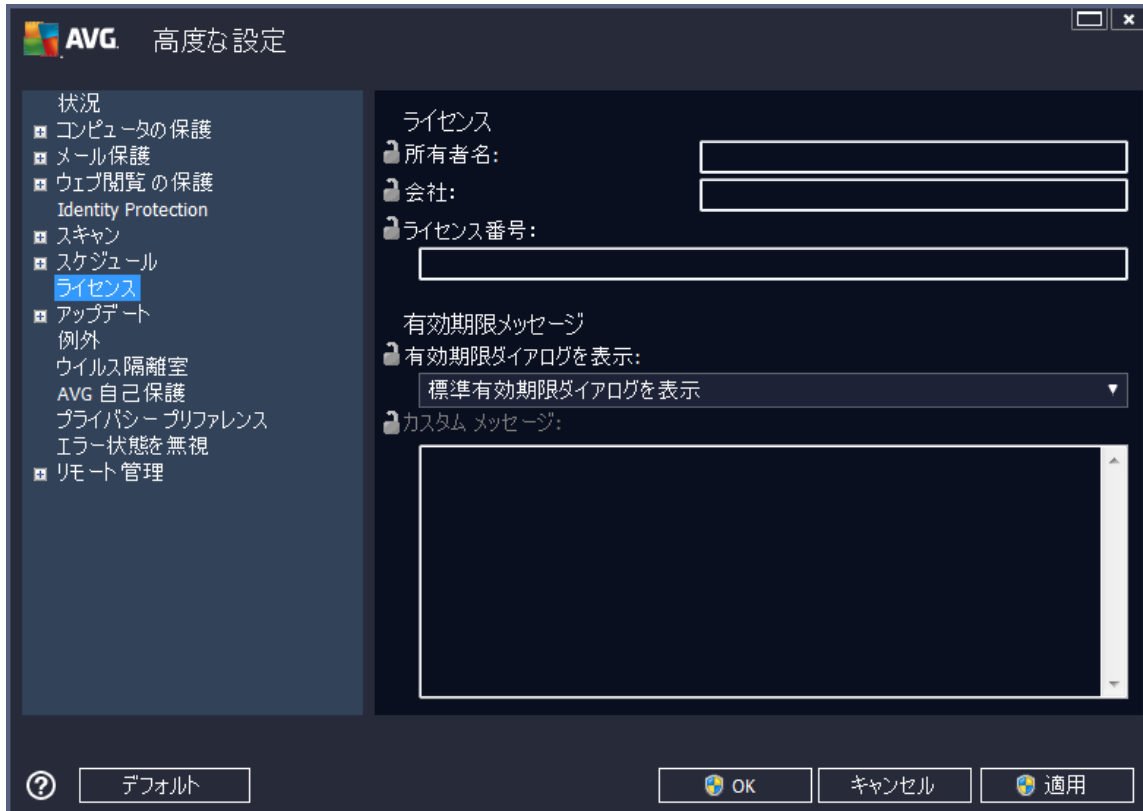 AVG 高度な設定
状況
コンピュータの保護
メール保護
ウェブ閲覧 の保護
Identity Protection
スキャン
スケジュール
ライセンス
アップデート
例外
ウイルス隔離室
AVG 自己保護
プライバシー プリファレンス
エラー状態を無視
リモート管理
ライセンス
所有者名:
会社:
ライセンス番号:
有効期限メッセージ
有効期限ダイアログを表示:
標準有効期限ダイアログを表示
カスタム メッセージ:
デフォルト
OK
キャンセル
適用